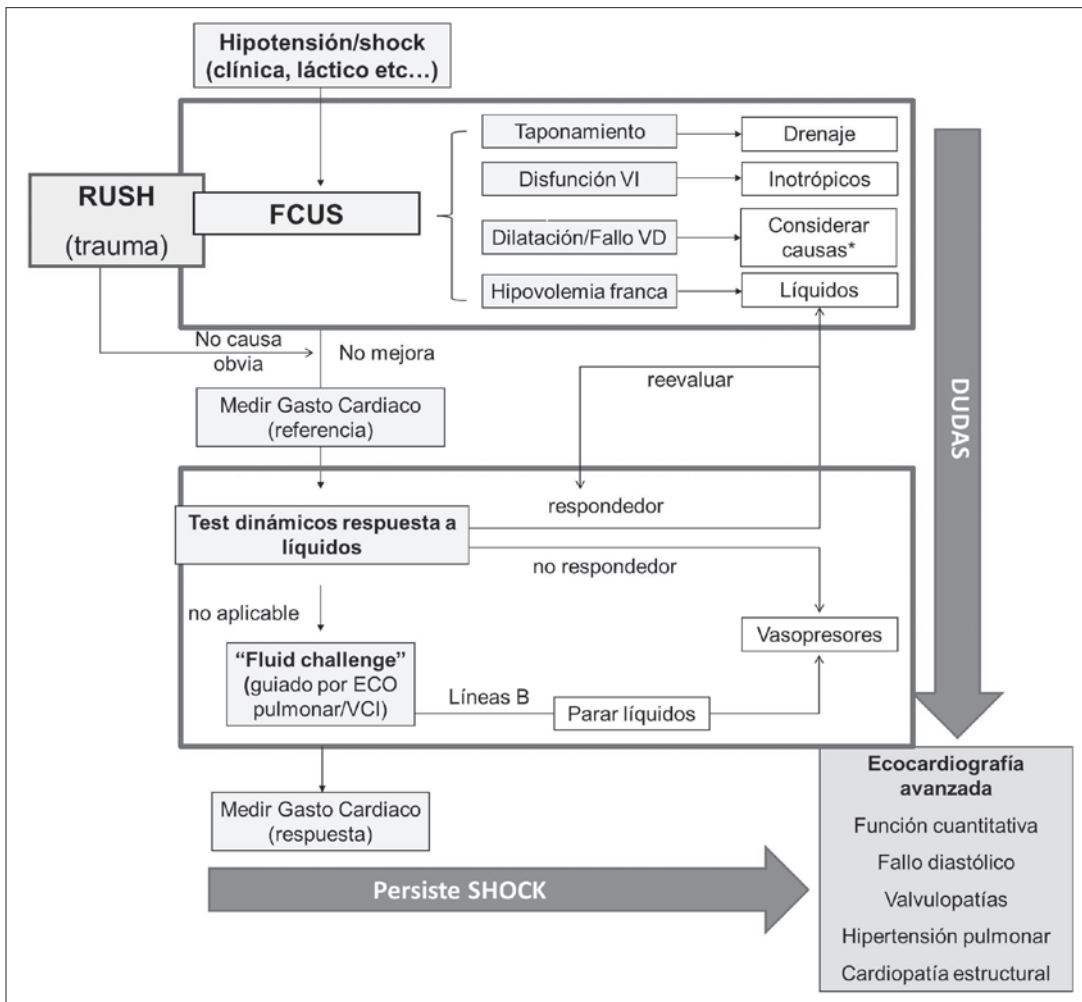 Hipotensión/shock
(clínica, láctico etc…)
RUSH
(trauma)
FCUS
Taponamiento
Drenaje
Disfunción VI
Inotrópicos
Dilatación/Fallo VD
Considerar
causas*
Hipovolemia franca
Líquidos
No causa
obvia
No mejora
reevaluar
Medir Gasto Cardiaco
(referencia)
DUDAS
Test dinámicos respuesta a
líquidos
respondedor
no respondedor
no aplicable
Vasopresores
“Fluid challenge”
(guiado por ECO
pulmonar/VCI)
Líneas B
Parar líquidos
Medir Gasto Cardiaco
(respuesta)
Persiste SHOCK
Ecocardiografía
avanzada
Función cuantitativa
Fallo diastólico
Valvulopatías
Hipertensión pulmonar
Cardiopatía estructural